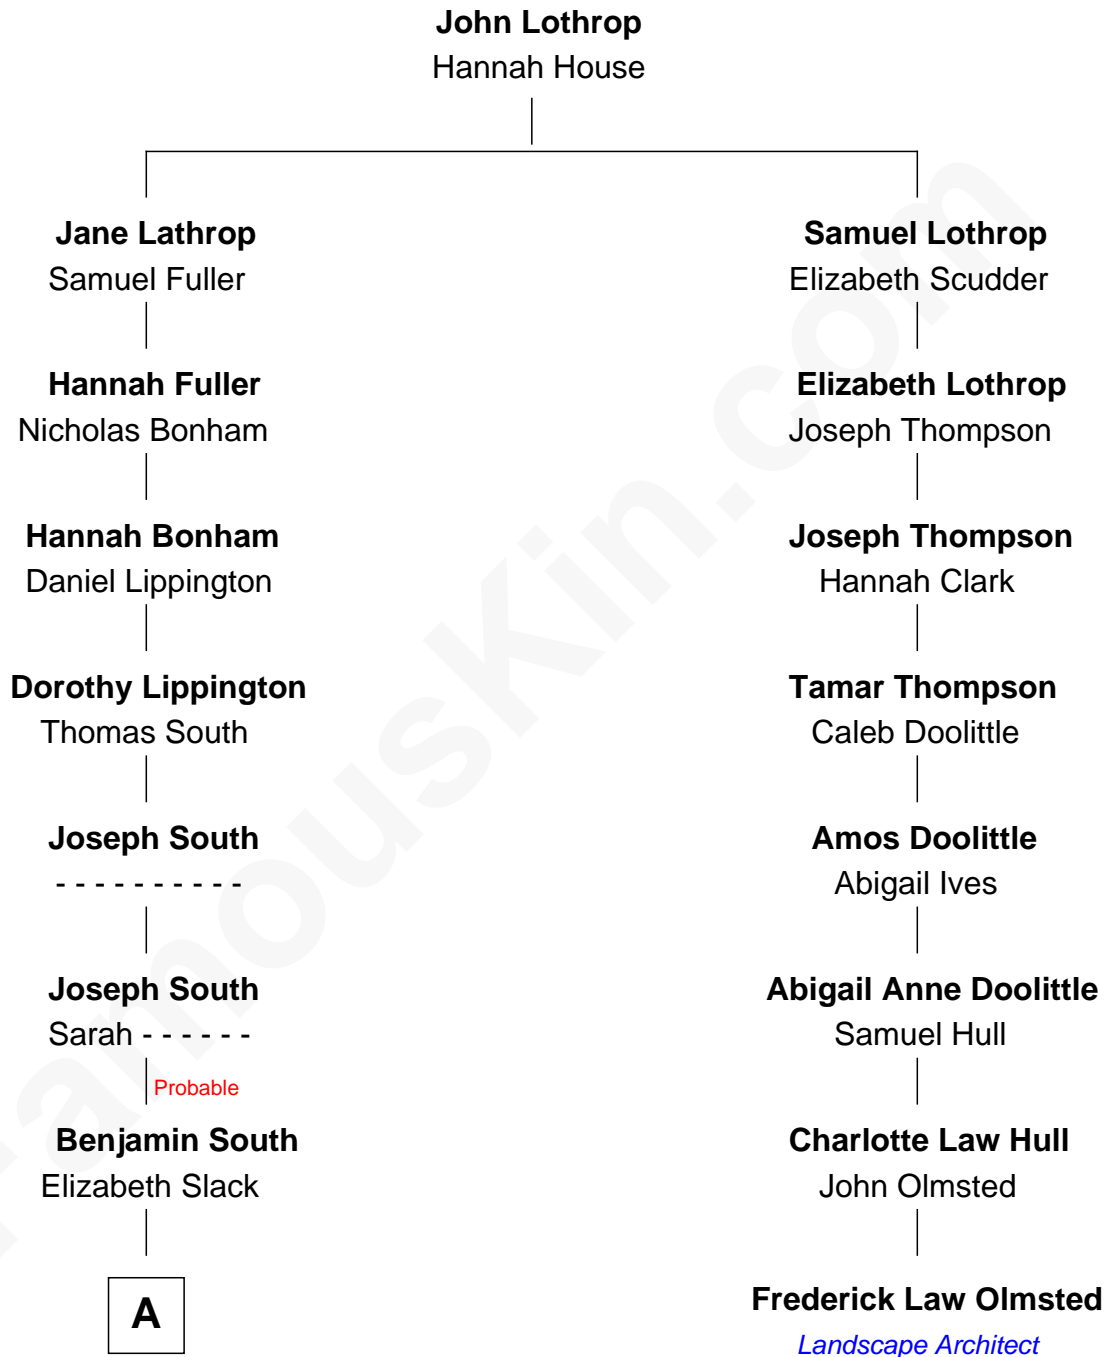 John Lothrop
Hannah House
Jane Lathrop
Samuel Fuller
Samuel Lothrop
Elizabeth Scudder
Hannah Fuller
Nicholas Bonham
Elizabeth Lothrop
Joseph Thompson
Hannah Bonham
Daniel Lippington
Joseph Thompson
Hannah Clark
Dorothy Lippington
Thomas South
Tamar Thompson
Caleb Doolittle
Joseph South
- - - - - - - - - -
Amos Doolittle
Abigail Ives
Joseph South
Sarah - - - - - -
Probable
Abigail Anne Doolittle
Samuel Hull
Benjamin South
Elizabeth Slack
Charlotte Law Hull
John Olmsted
A
Frederick Law Olmsted
Landscape Architect
FamousKin.com